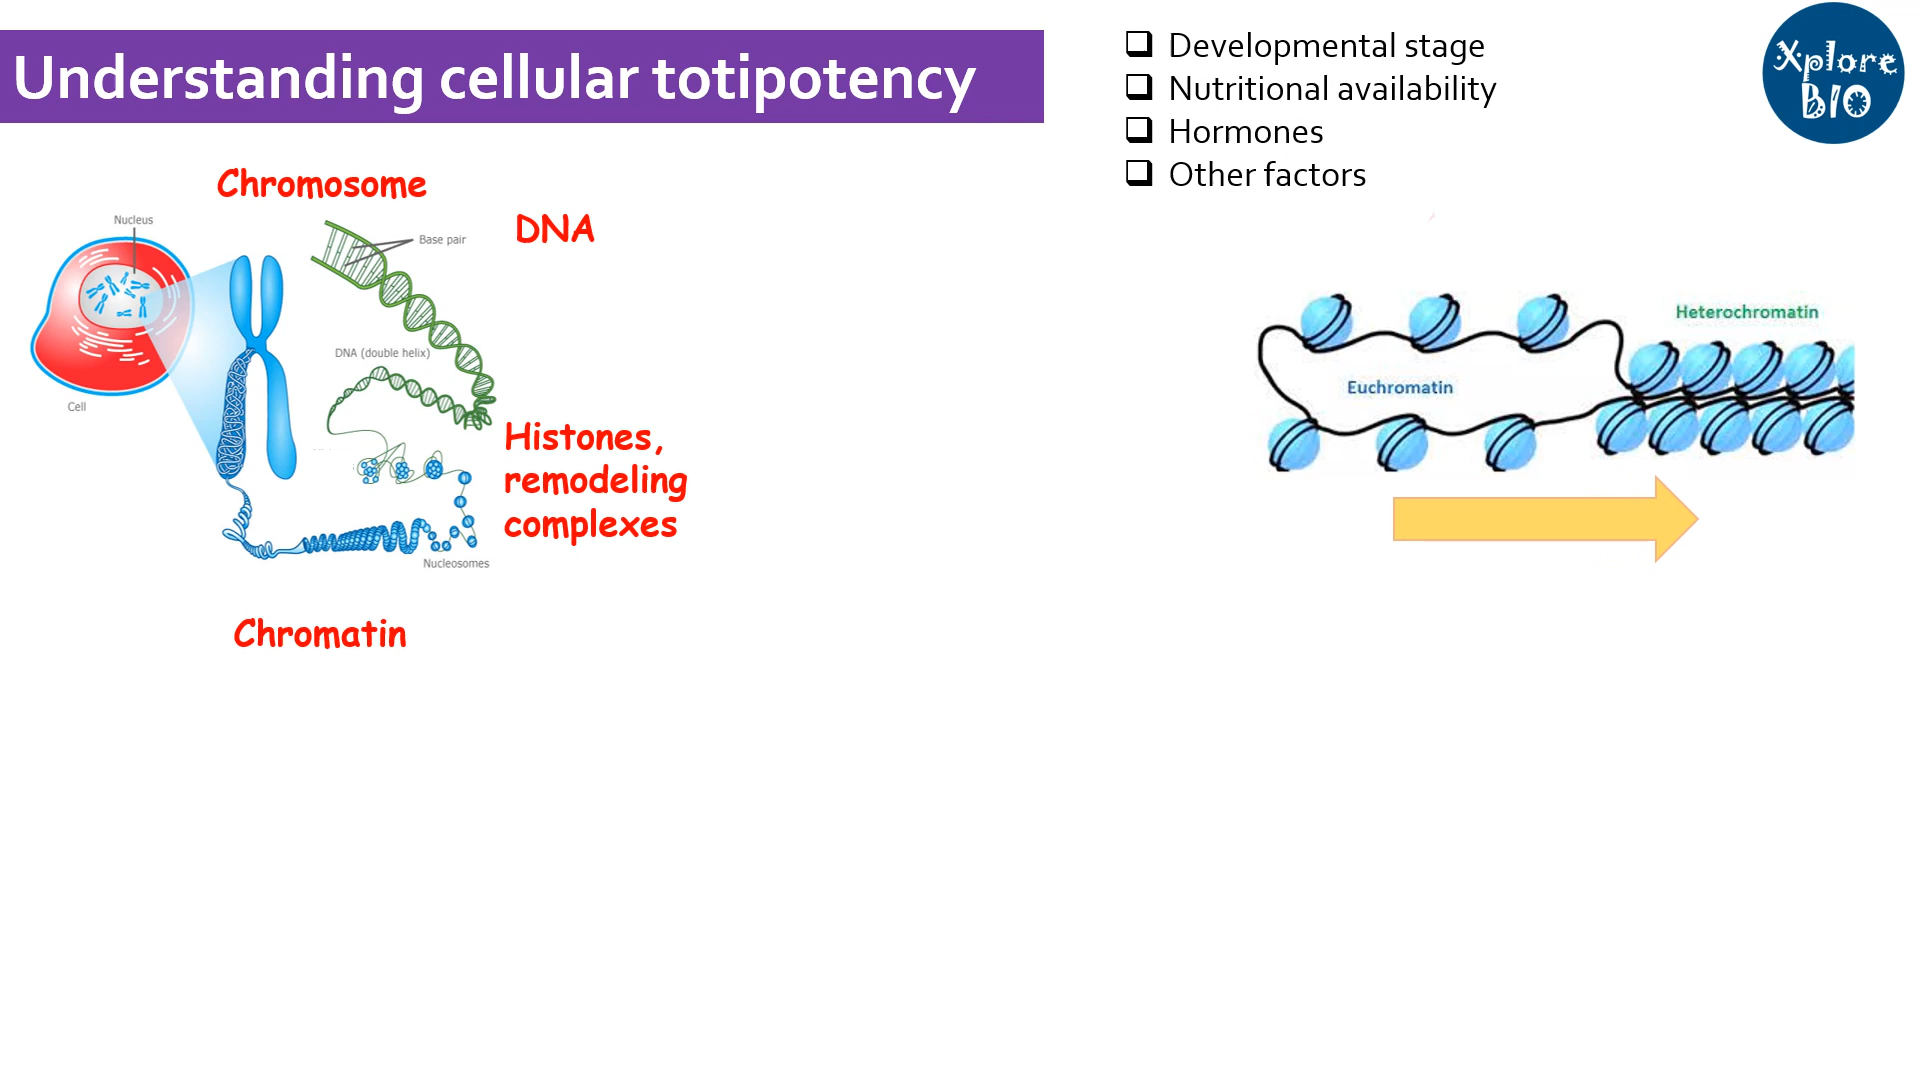 Understanding cellular totipotency
Developmental stage
Nutritional availability
Hormones
Other factors
Xplore
BIO
Chromosome
DNA
Nucleus
Base pair
DNA (double helix)
Cell
Histones,
remodeling
complexes
Nucleosomes
Chromatin
Heterochromatin
Euchromatin